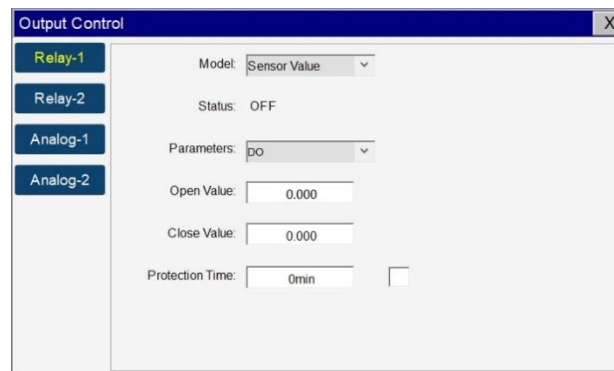 Output Control
X
Relay-1
Relay-2
Analog-1
Analog-2
Model: Sensor Value
Status: OFF
Parameters: DO
Open Value: 0.000
Close Value: 0.000
Protection Time: 0min